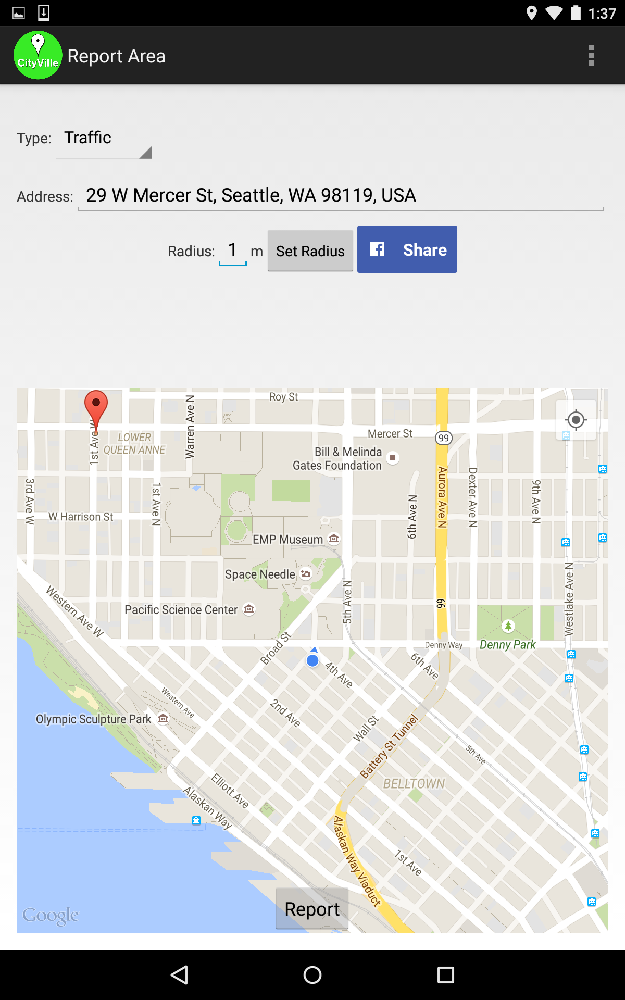 1:37
CityVille
Report Area
Type: Traffic
Address: 29 W Mercer St, Seattle, WA 98119, USA
Radius: 1 m Set Radius Share
Roy St
Warren Ave N
Mercer St
99
1st Ave W
LOWER
QUEEN ANNE
Bill & Melinda
Gates Foundation
3rd Ave W
1st Ave N
W Harrison St
6th Ave N
Aurora Ave N
Dexter Ave N
9th Ave N
EMP Museum
Space Needle
Western Ave W
Pacific Science Center
5th Ave N
99
Westlake Ave N
Broad St
Denny Way
Denny Park
4th Ave
6th Ave
Western Ave
2nd Ave
Olympic Sculpture Park
Wall St
Battery St Tunnel
5th Ave
BELLTOWN
Elliott Ave
Alaskan Way
Alaskan Way Viaduct
1st Ave
Report
Google